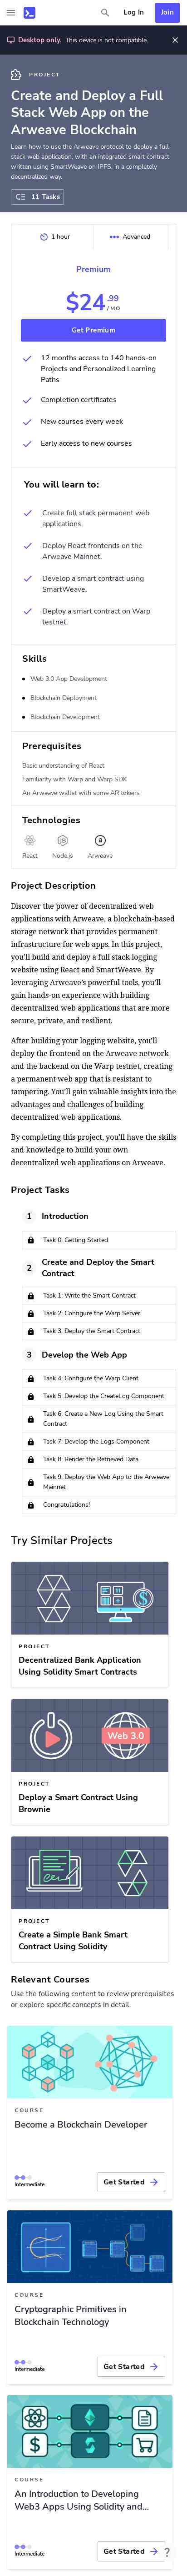 Log In
Join
Desktop only. This device is not compatible.
PROJECT
Create and Deploy a Full
Stack Web App on the
Arweave Blockchain
Learn how to use the Arweave protocol to deploy a full
stack web application, with an integrated smart contract
written using SmartWeave on IPFS, in a completely
decentralized way.
11 Tasks
1 hour
Advanced
Premium
$24 .99 /MO
Get Premium
12 months access to 140 hands-on
Projects and Personalized Learning
Paths
Completion certificates
New courses every week
Early access to new courses
You will learn to:
Create full stack permanent web
applications.
Deploy React frontends on the
Arweave Mainnet.
Develop a smart contract using
SmartWeave.
Deploy a smart contract on Warp
testnet.
Skills
Web 3.0 App Development
Blockchain Deployment
Blockchain Development
Prerequisites
Basic understanding of React
Familiarity with Warp and Warp SDK
An Arweave wallet with some AR tokens
Technologies
React
Node.js
Arweave
Project Description
Discover the power of decentralized web
applications with Arweave, a blockchain-based
storage network that provides permanent
infrastructure for web apps. In this project,
you'll build and deploy a full stack logging
website using React and SmartWeave. By
leveraging Arweave's powerful tools, you'll
gain hands-on experience with building
decentralized web applications that are more
secure, private, and resilient.
After building your logging website, you'll
deploy the frontend on the Arweave network
and the backend on the Warp testnet, creating
a permanent web app that is resistant to
tampering. You'll gain valuable insights into the
advantages and challenges of building
decentralized web applications.
By completing this project, you'll have the skills
and knowledge to build your own
decentralized web applications on Arweave.
Project Tasks
1 Introduction
Task 0: Getting Started
2 Create and Deploy the Smart
Contract
Task 1: Write the Smart Contract
Task 2: Configure the Warp Server
Task 3: Deploy the Smart Contract
3 Develop the Web App
Task 4: Configure the Warp Client
Task 5: Develop the CreateLog Component
Task 6: Create a New Log Using the Smart
Contract
Task 7: Develop the Logs Component
Task 8: Render the Retrieved Data
Task 9: Deploy the Web App to the Arweave
Mainnet
Congratulations!
Try Similar Projects
PROJECT
Decentralized Bank Application
Using Solidity Smart Contracts
Web 3.0
PROJECT
Deploy a Smart Contract Using
Brownie
PROJECT
Create a Simple Bank Smart
Contract Using Solidity
Relevant Courses
Use the following content to review prerequisites
or explore specific concepts in detail.
COURSE
Become a Blockchain Developer
Intermediate
Get Started
COURSE
Cryptographic Primitives in
Blockchain Technology
Intermediate
Get Started
COURSE
An Introduction to Developing
Web3 Apps Using Solidity and...
Intermediate
Get Started
?